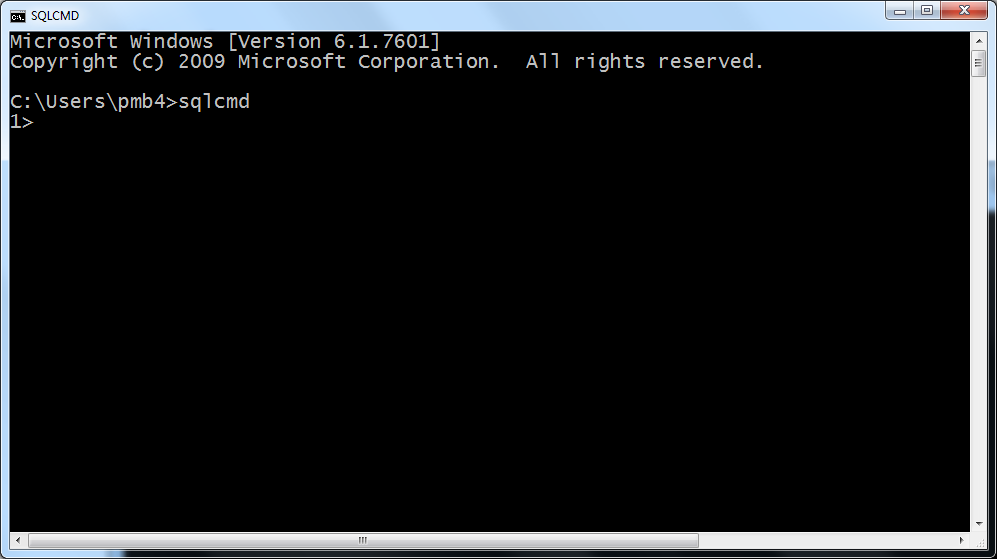 SQLCMD
Microsoft Windows [Version 6.1.7601]
Copyright (c) 2009 Microsoft Corporation.  All rights reserved.
C:\Users\pmb4>sqlcmd
1>